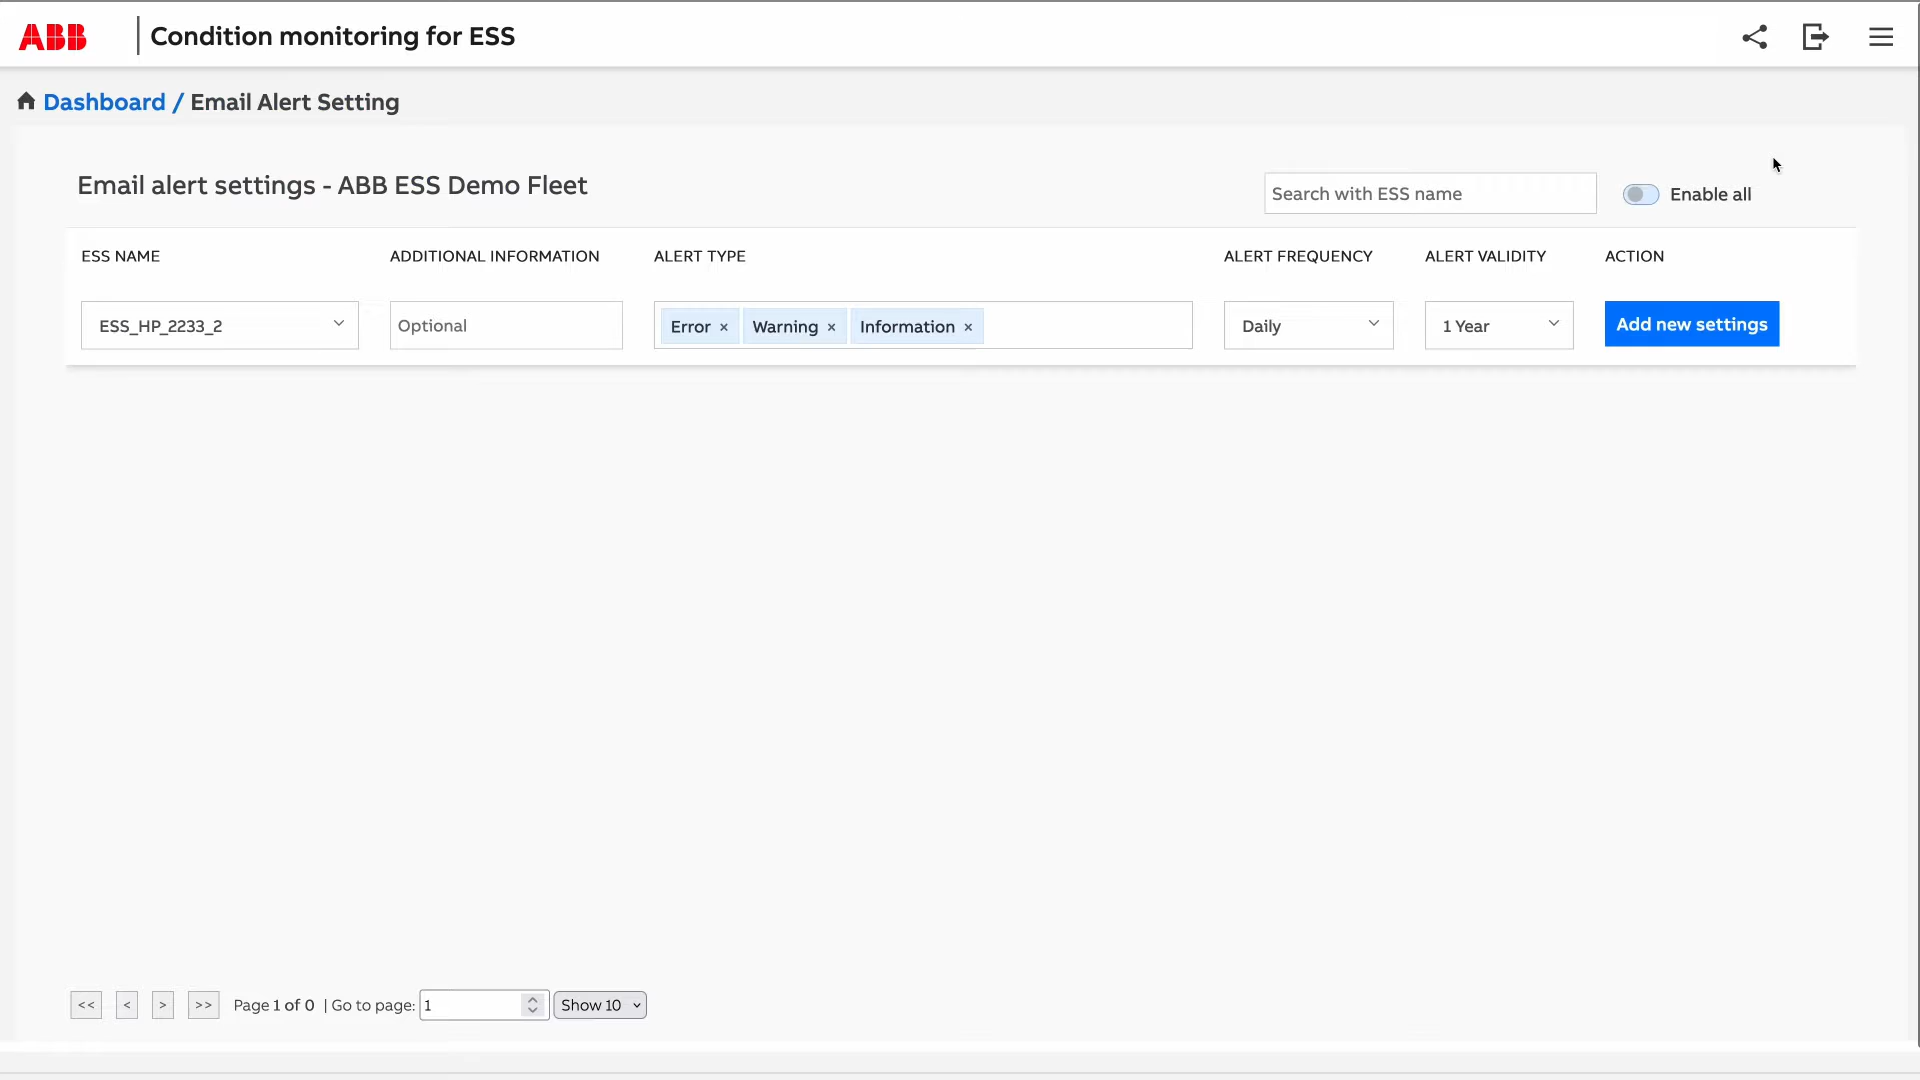 ABB
Condition monitoring for ESS
Dashboard / Email Alert Setting
Email alert settings - ABB ESS Demo Fleet
Search with ESS name
Enable all
ESS NAME ADDITIONAL INFORMATION ALERT TYPE ALERT FREQUENCY ALERT VALIDITY ACTION
ESS_HP_2233_2 Optional Error × Warning × Information × Daily 1 Year Add new settings
<< < > >> Page 1 of 0 | Go to page: 1 Show 10